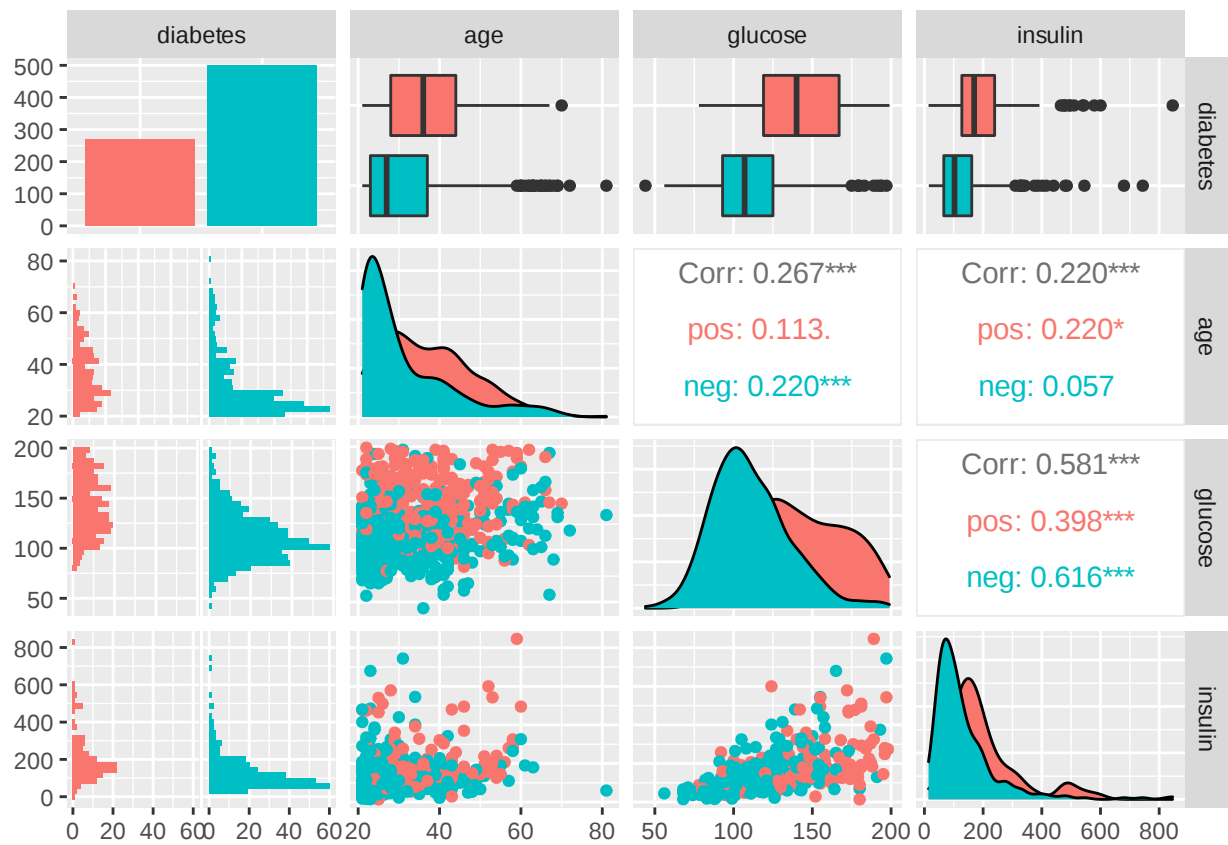 diabetes age glucose insulin
500
400
300
200
100
0
diabetes
80
60
40
20
Corr: 0.267***
pos: 0.113.
neg: 0.220***
Corr: 0.220***
pos: 0.220*
neg: 0.057
age
200
150
100
50
Corr: 0.581***
pos: 0.398***
neg: 0.616***
glucose
800
600
400
200
0
insulin
0 20 40 60 0 20 40 60 20 40 60 80 50 100 150 200 0 200 400 600 800